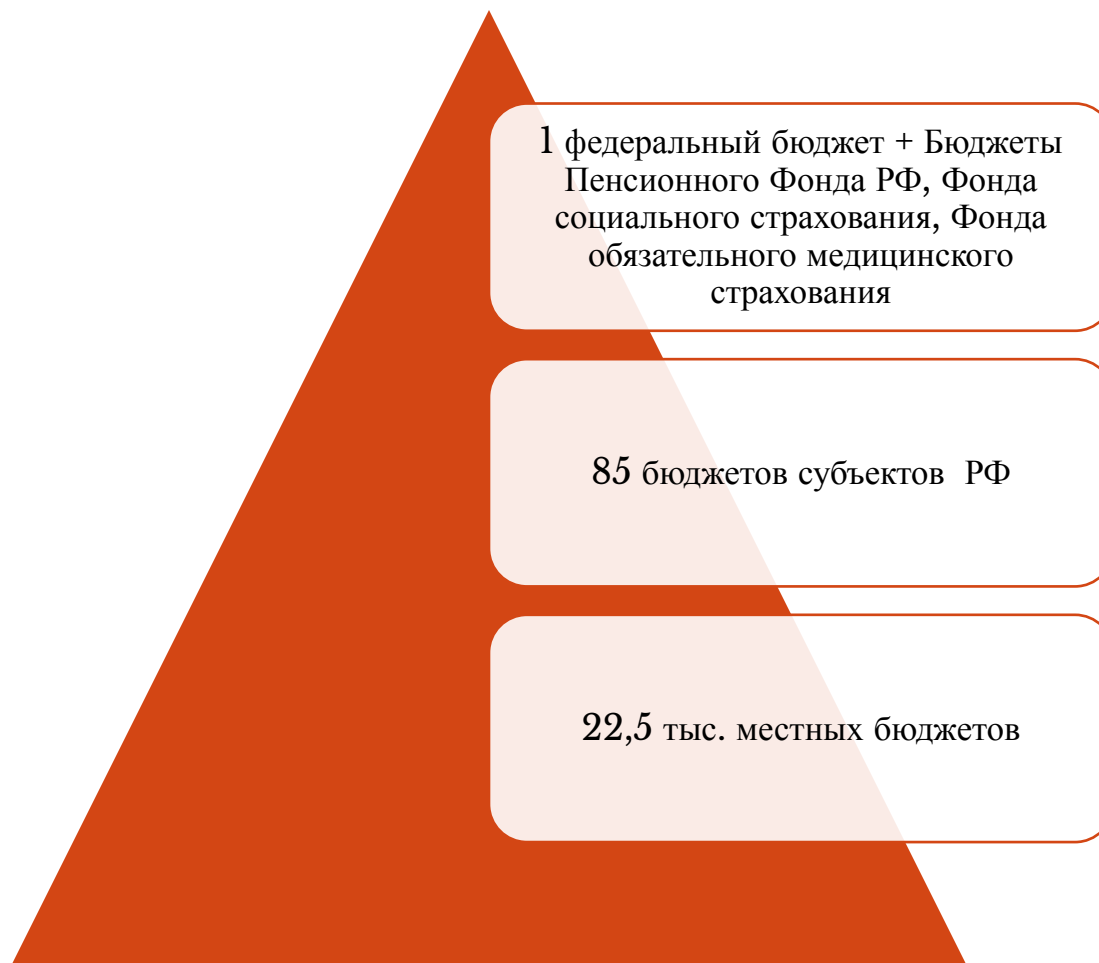 1 федеральный бюджет + Бюджеты
Пенсионного Фонда РФ, Фонда
социального страхования, Фонда
обязательного медицинского
страхования
85 бюджетов субъектов РФ
22,5 тыс. местных бюджетов